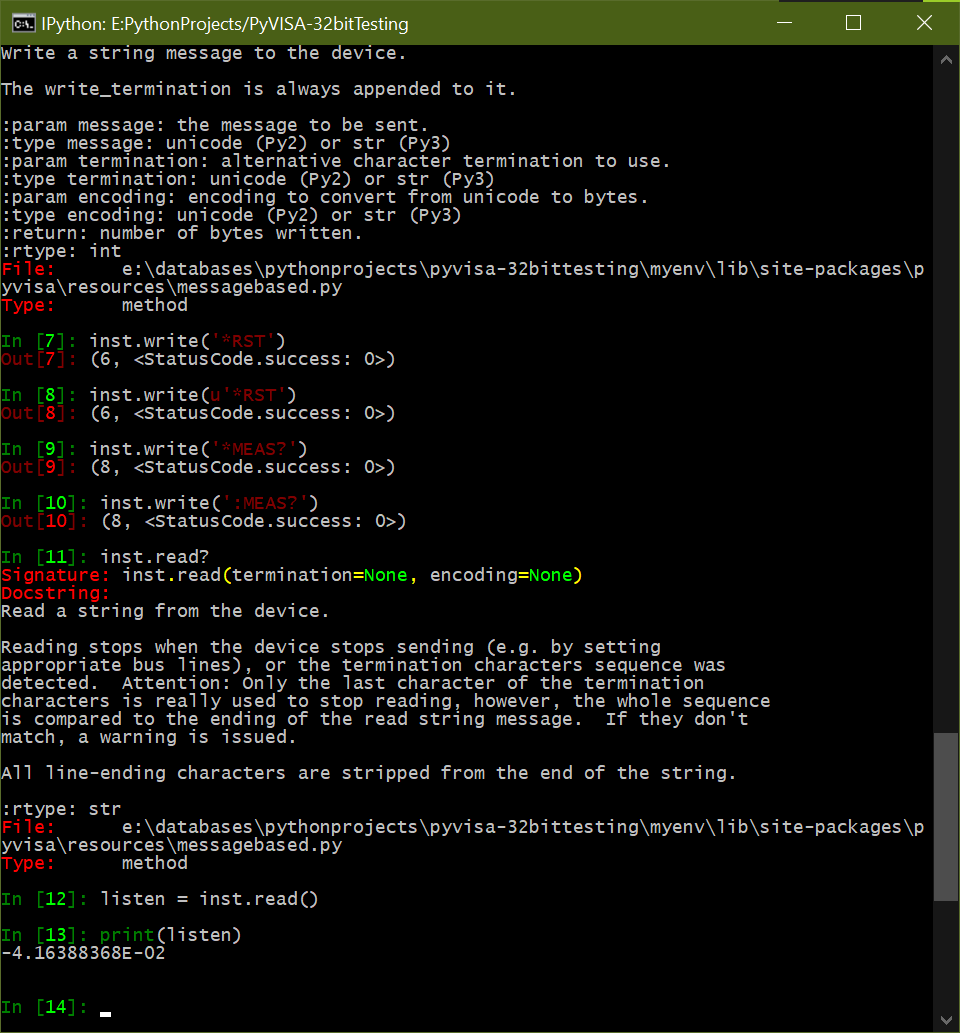 IPython: E:PythonProjects/PyVISA-32bitTesting
Write a string message to the device.
The write_termination is always appended to it.
:param message: the message to be sent.
:type message: unicode (Py2) or str (Py3)
:param termination: alternative character termination to use.
:type termination: unicode (Py2) or str (Py3)
:param encoding: encoding to convert from unicode to bytes.
:type encoding: unicode (Py2) or str (Py3)
:return: number of bytes written.
:rtype: int
File:      e:\databases\pythonprojects\pyvisa-32bittesting\myenv\lib\site-packages\p
yvisa\resources\messagebased.py
Type:      method
In [7]: inst.write('*RST')
Out[7]: (6, <StatusCode.success: 0>)
In [8]: inst.write(u'*RST')
Out[8]: (6, <StatusCode.success: 0>)
In [9]: inst.write('*MEAS?')
Out[9]: (8, <StatusCode.success: 0>)
In [10]: inst.write(':MEAS?')
Out[10]: (8, <StatusCode.success: 0>)
In [11]: inst.read?
Signature: inst.read(termination=None, encoding=None)
Docstring:
Read a string from the device.
Reading stops when the device stops sending (e.g. by setting
appropriate bus lines), or the termination characters sequence was
detected.  Attention: Only the last character of the termination
characters is really used to stop reading, however, the whole sequence
is compared to the ending of the read string message.  If they don't
match, a warning is issued.
All line-ending characters are stripped from the end of the string.
:rtype: str
File:      e:\databases\pythonprojects\pyvisa-32bittesting\myenv\lib\site-packages\p
yvisa\resources\messagebased.py
Type:      method
In [12]: listen = inst.read()
In [13]: print(listen)
-4.16388368E-02
In [14]: